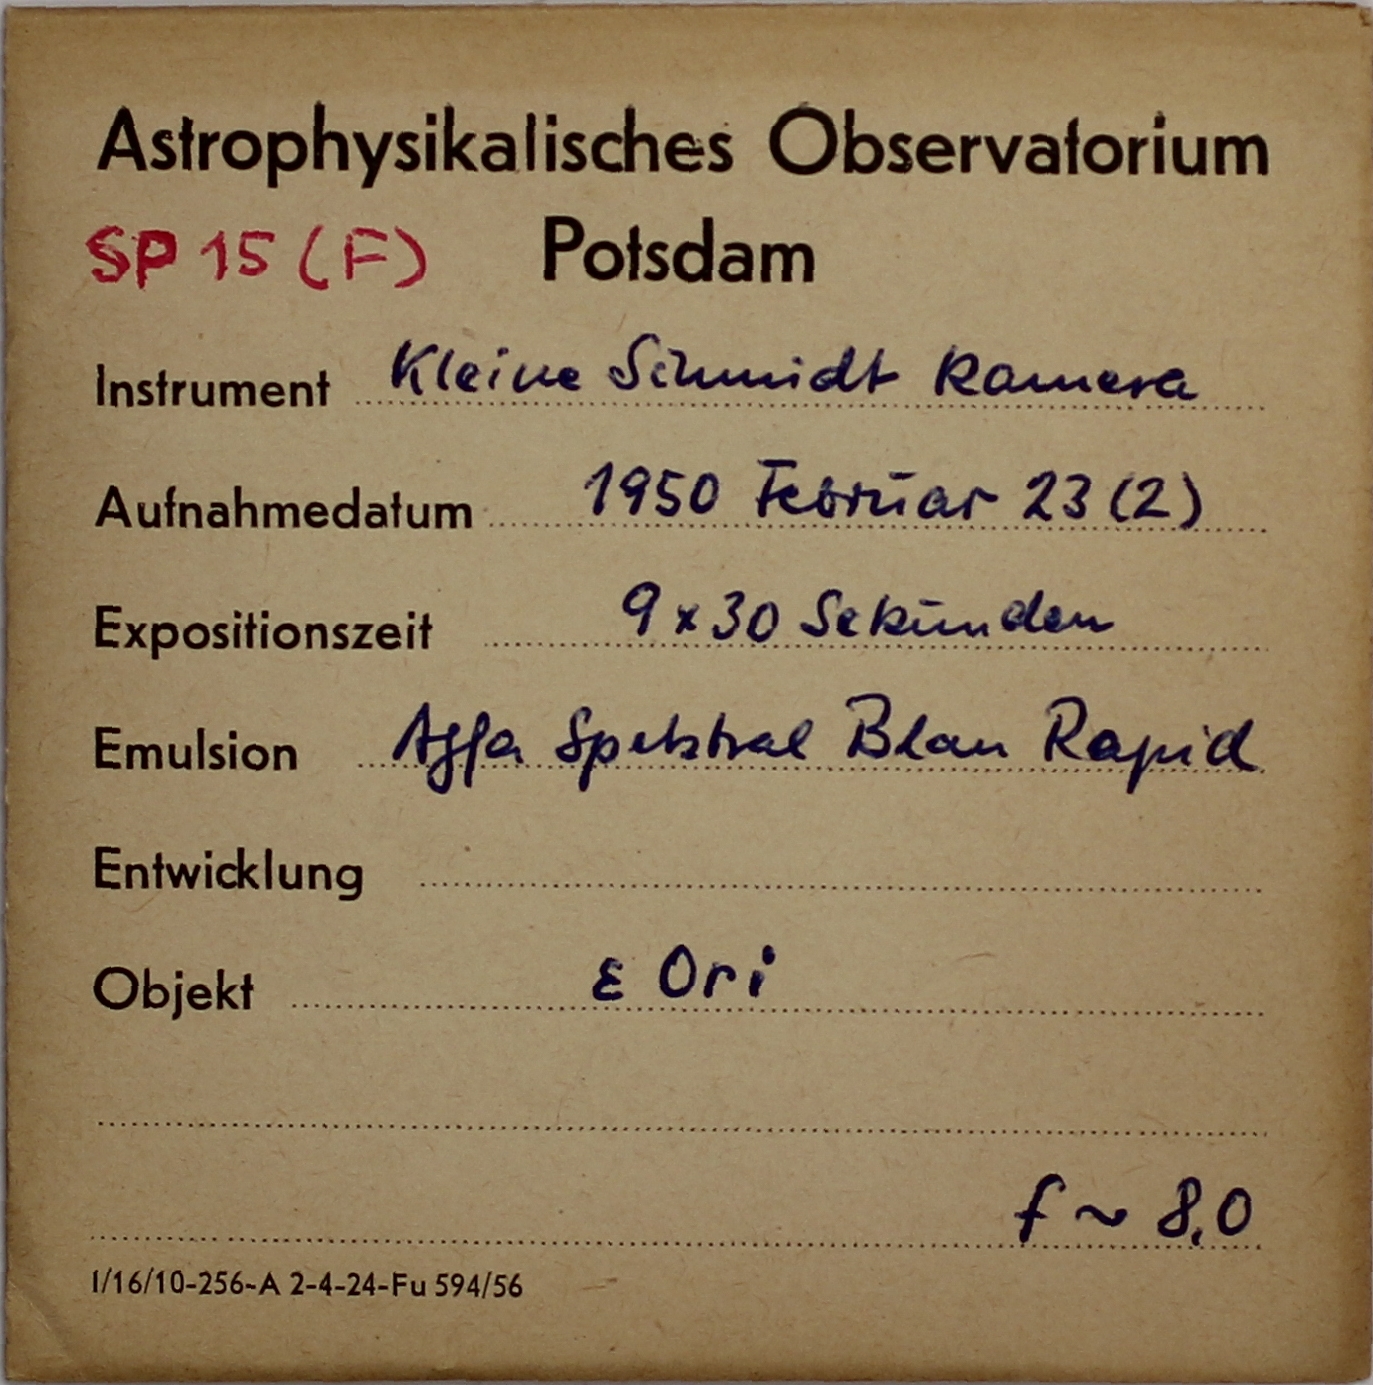 Astrophysikalisches Observatorium
SP 15 (F) Potsdam
Instrument Kleine Schmidt Kamera
Aufnahmedatum 1950 Februar 23 (2)
Expositionszeit 9 x 30 Sekunden
Emulsion Agfa Spektral Blau Rapid
Entwicklung
Objekt ε Ori
f ~ 8,0
I/16/10-256-A 2-4-24-Fu 594/56